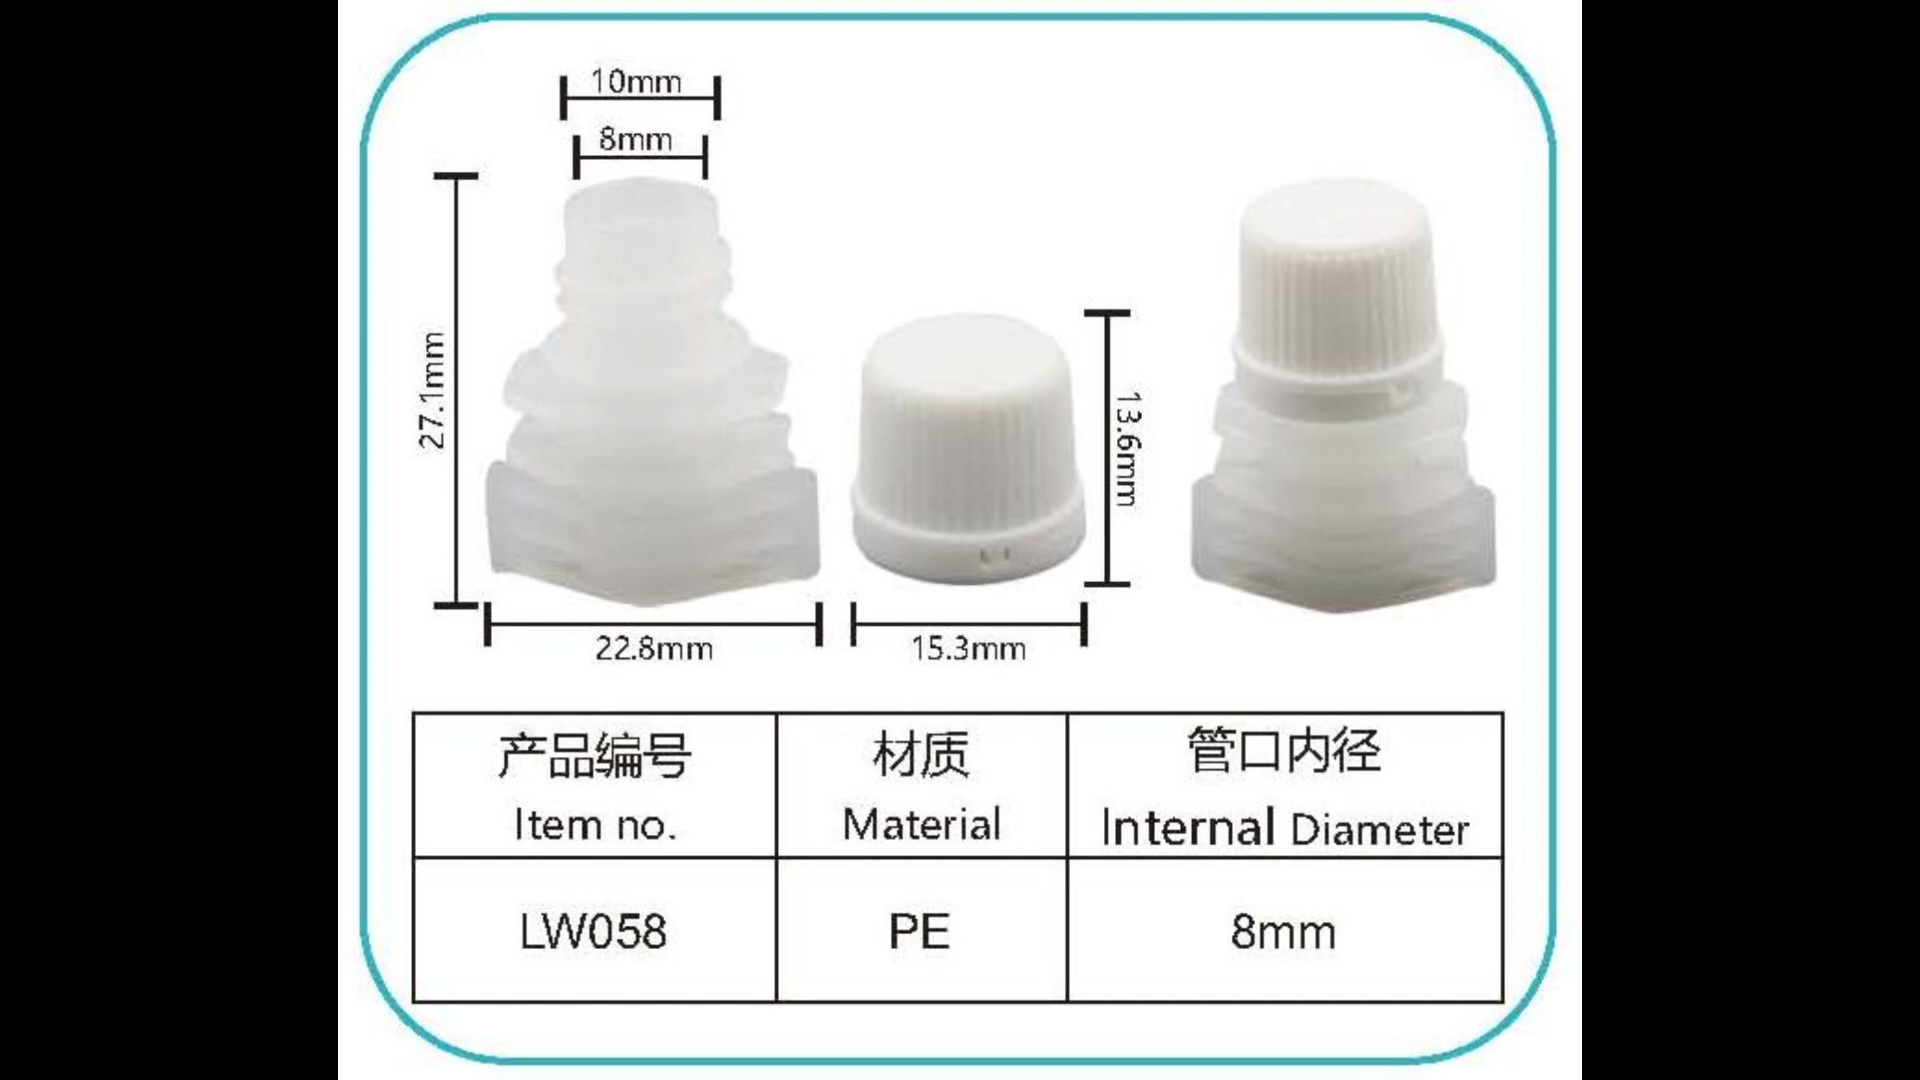 10mm
8mm
27.1mm
13.6mm
22.8mm
15.3mm
产品编号
材质
管口内径
Item no.
Material
Internal Diameter
LW058
PE
8mm